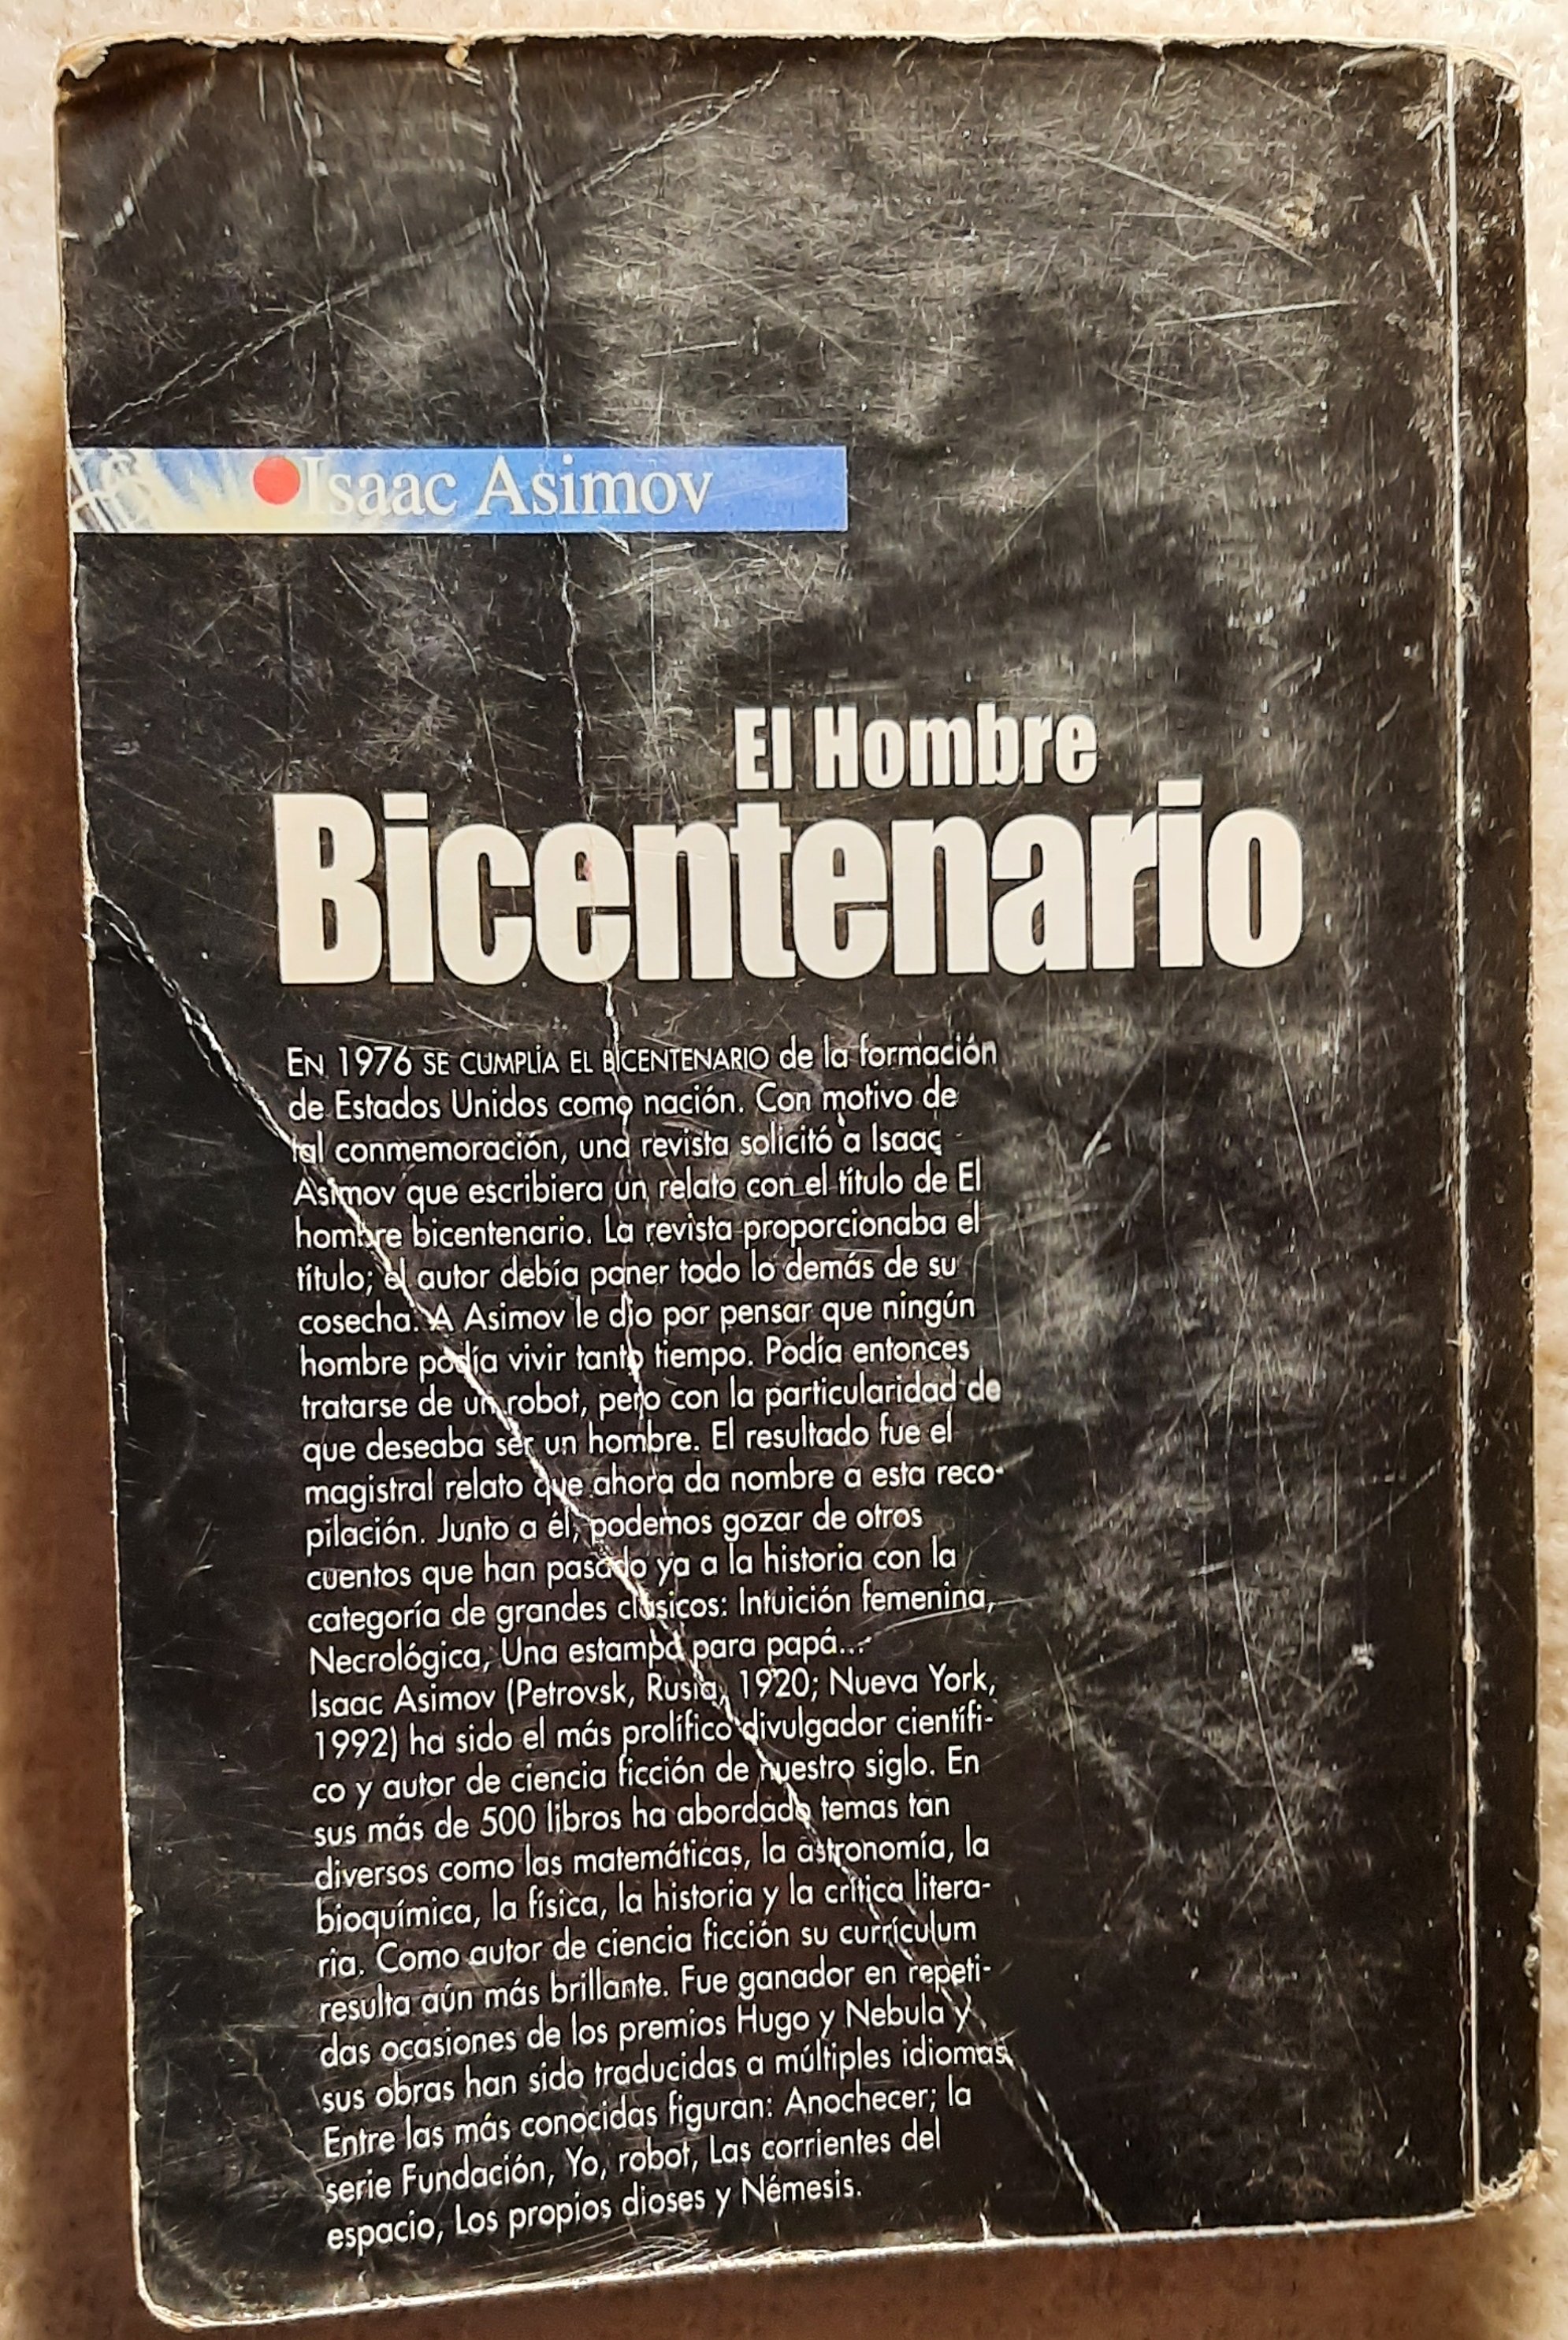 Isaac Asimov
El Hombre
Bicentenario
EN 1976 SE CUMPLÍA EL BICENTENARIO de la formación
de Estados Unidos como nación. Con motivo de
tal conmemoración, una revista solicitó a Isaac
Asimov que escribiera un relato con el título de El
hombre bicentenario. La revista proporcionaba el
título; el autor debía poner todo lo demás de su
cosecha. A Asimov le dio por pensar que ningún
hombre podía vivir tanto tiempo. Podía entonces
tratarse de un robot, pero con la particularidad de
que deseaba ser un hombre. El resultado fue el
magistral relato que ahora da nombre a esta reco-
pilación. Junto a él, podemos gozar de otros
cuentos que han pasado ya a la historia con la
categoría de grandes clásicos: Intuición femenina,
Necrológica, Una estampa para papá...
Isaac Asimov (Petrovsk, Rusia, 1920; Nueva York,
1992) ha sido el más prolífico divulgador científi-
co y autor de ciencia ficción de nuestro siglo. En
sus más de 500 libros ha abordado temas tan
diversos como las matemáticas, la astronomía, la
bioquímica, la física, la historia y la crítica litera-
ria. Como autor de ciencia ficción su currículum
resulta aún más brillante. Fue ganador en repeti-
das ocasiones de los premios Hugo y Nebula y
sus obras han sido traducidas a múltiples idiomas.
Entre las más conocidas figuran: Anochecer; la
serie Fundación, Yo, robot, Las corrientes del
espacio, Los propios dioses y Némesis.